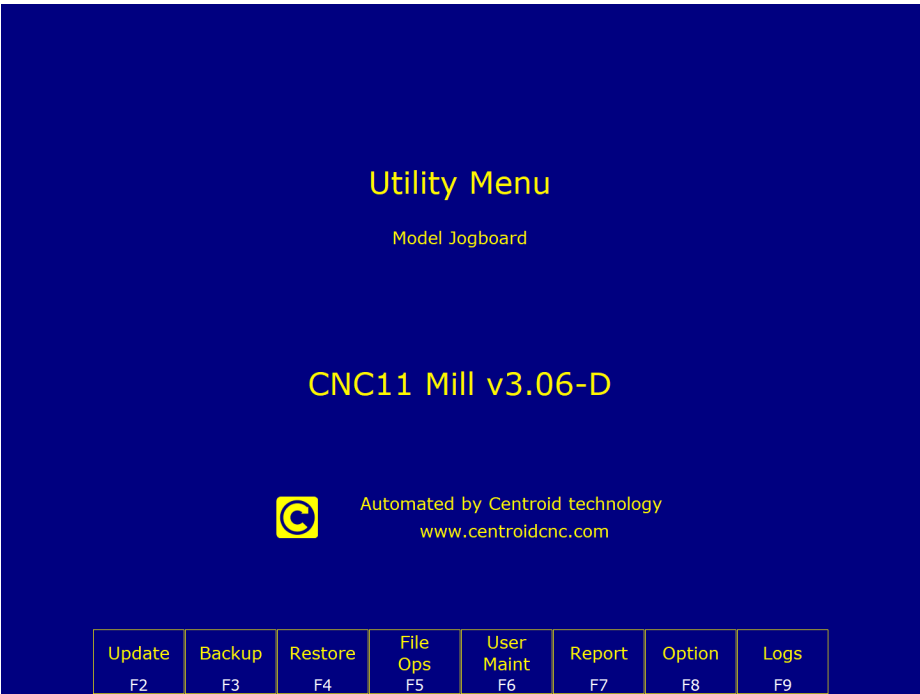 Utility Menu
Model Jogboard
CNC11 Mill v3.06-D
C
Automated by Centroid technology
www.centroidcnc.com
Update Backup Restore File Ops User Maint Report Option Logs
F2 F3 F4 F5 F6 F7 F8 F9